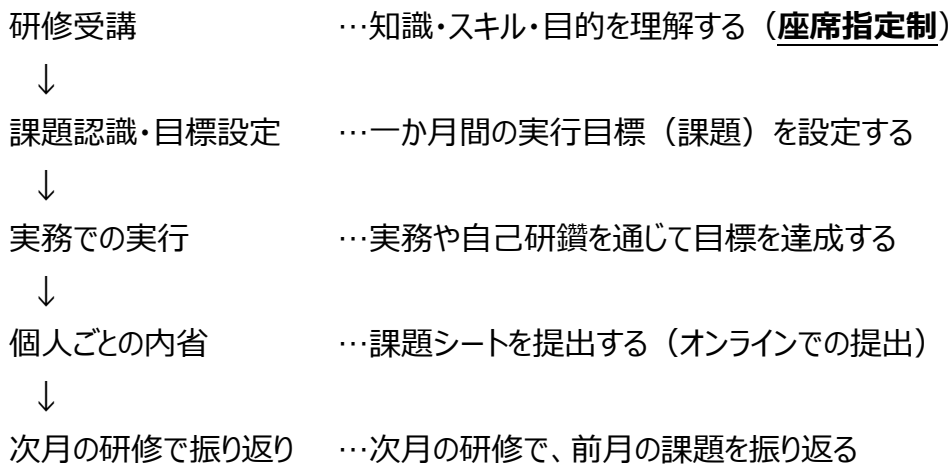 研修受講　…知識・スキル・目的を理解する（座席指定制）
↓
課題認識・目標設定　…一か月間の実行目標（課題）を設定する
↓
実務での実行　…実務や自己研鑽を通じて目標を達成する
↓
個人ごとの内省　…課題シートを提出する（オンラインでの提出）
↓
次月の研修で振り返り　…次月の研修で、前月の課題を振り返る